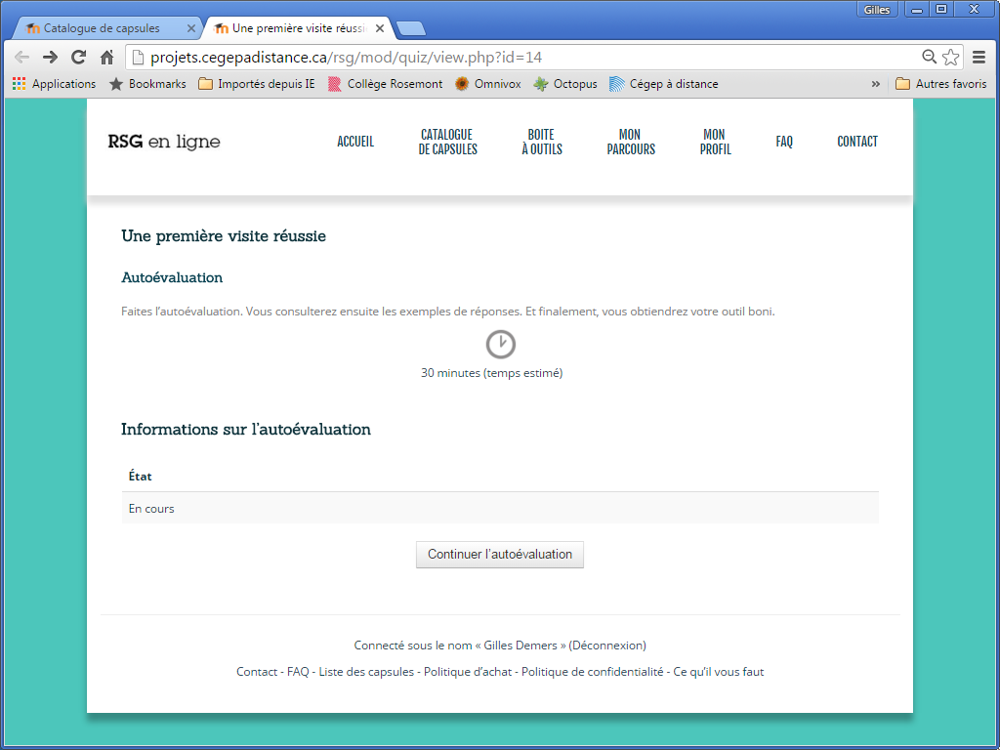 Gilles
Catalogue de capsules
Une première visite réussi
projets.cegepadistance.ca/rsg/mod/quiz/view.php?id=14
Applications Bookmarks Importés depuis IE Collège Rosemont Omnivox Octopus Cégep à distance » Autres favoris
RSG en ligne
ACCUEIL
CATALOGUE
DE CAPSULES
BOITE
À OUTILS
MON
PARCOURS
MON
PROFIL
FAQ
CONTACT
Une première visite réussie
Autoévaluation
Faites l'autoévaluation. Vous consulterez ensuite les exemples de réponses. Et finalement, vous obtiendrez votre outil boni.
30 minutes (temps estimé)
Informations sur l'autoévaluation
État
En cours
Continuer l'autoévaluation
Connecté sous le nom « Gilles Demers » (Déconnexion)
Contact - FAQ - Liste des capsules - Politique d'achat - Politique de confidentialité - Ce qu'il vous faut